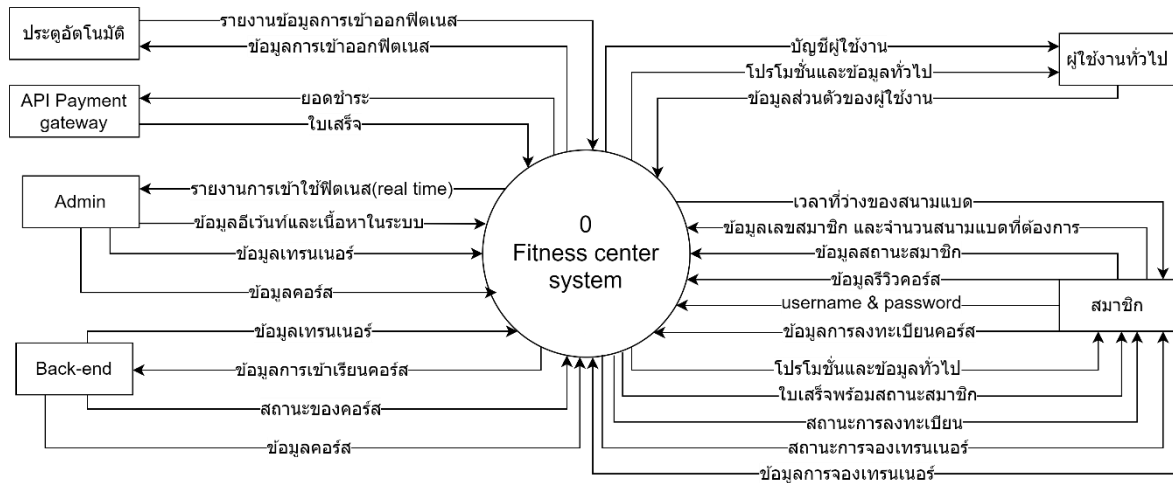 ประตูอัตโนมัติ
รายงานข้อมูลการเข้าออกฟิตเนส
ข้อมูลการเข้าออกฟิตเนส
API Payment
gateway
ยอดชำระ
ใบเสร็จ
Admin
รายงานการเข้าใช้ฟิตเนส(real time)
ข้อมูลอีเว้นท์และเนื้อหาในระบบ
ข้อมูลเทรนเนอร์
ข้อมูลคอร์ส
Back-end
ข้อมูลเทรนเนอร์
ข้อมูลการเข้าเรียนคอร์ส
สถานะของคอร์ส
ข้อมูลคอร์ส
0
Fitness center
system
บัญชีผู้ใช้งาน
โปรโมชั่นและข้อมูลทั่วไป
ข้อมูลส่วนตัวของผู้ใช้งาน
ผู้ใช้งานทั่วไป
เวลาที่ว่างของสนามแบด
ข้อมูลเลขสมาชิก และจำนวนสนามแบดที่ต้องการ
ข้อมูลสถานะสมาชิก
ข้อมูลรีวิวคอร์ส
username & password
ข้อมูลการลงทะเบียนคอร์ส
สมาชิก
โปรโมชั่นและข้อมูลทั่วไป
ใบเสร็จพร้อมสถานะสมาชิก
สถานะการลงทะเบียน
สถานะการจองเทรนเนอร์
ข้อมูลการจองเทรนเนอร์